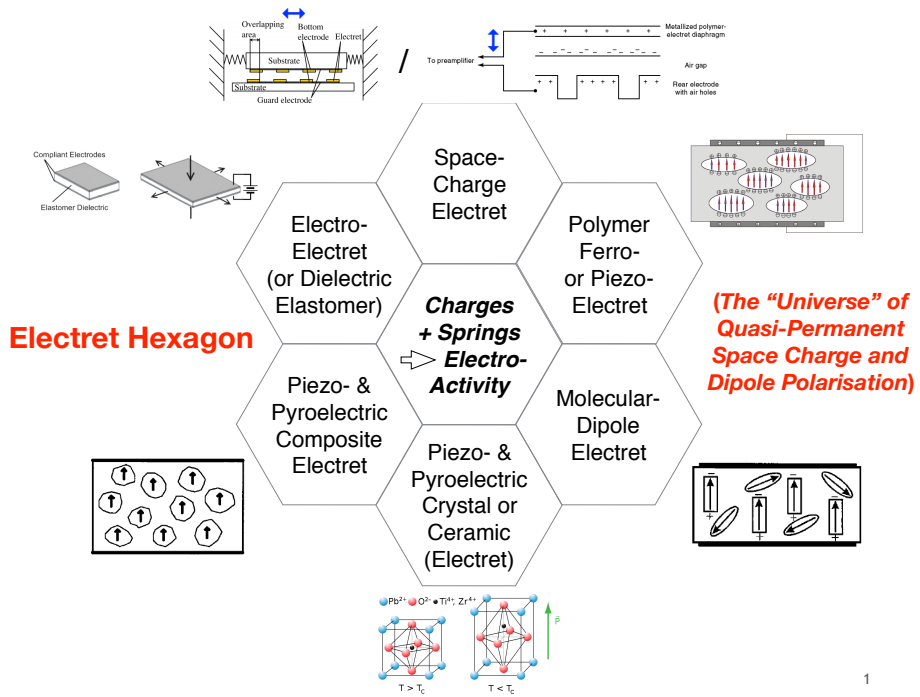 Overlapping
area
Bottom
electrode
Electret
Substrate
Substrate
Guard electrode
/
To preamplifier
Metallized polymer-
electret diaphragm
+ + + +
- - - - -
Air gap
+ + + + + + + +
Rear electrode
with air holes
Compliant Electrodes
Elastomer Dielectric
Space-
Charge
Electret
Electro-
Electret
(or Dielectric
Elastomer)
Polymer
Ferro-
or Piezo-
Electret
Charges
+ Springs
Electro-
Activity
Electret Hexagon
(The “Universe” of
Quasi-Permanent
Space Charge and
Dipole Polarisation)
Piezo- &
Pyroelectric
Composite
Electret
Molecular-
Dipole
Electret
Piezo- &
Pyroelectric
Crystal or
Ceramic
(Electret)
Pb2+ O2- Ti4+, Zr4+
P
T > Tc
T < Tc
1